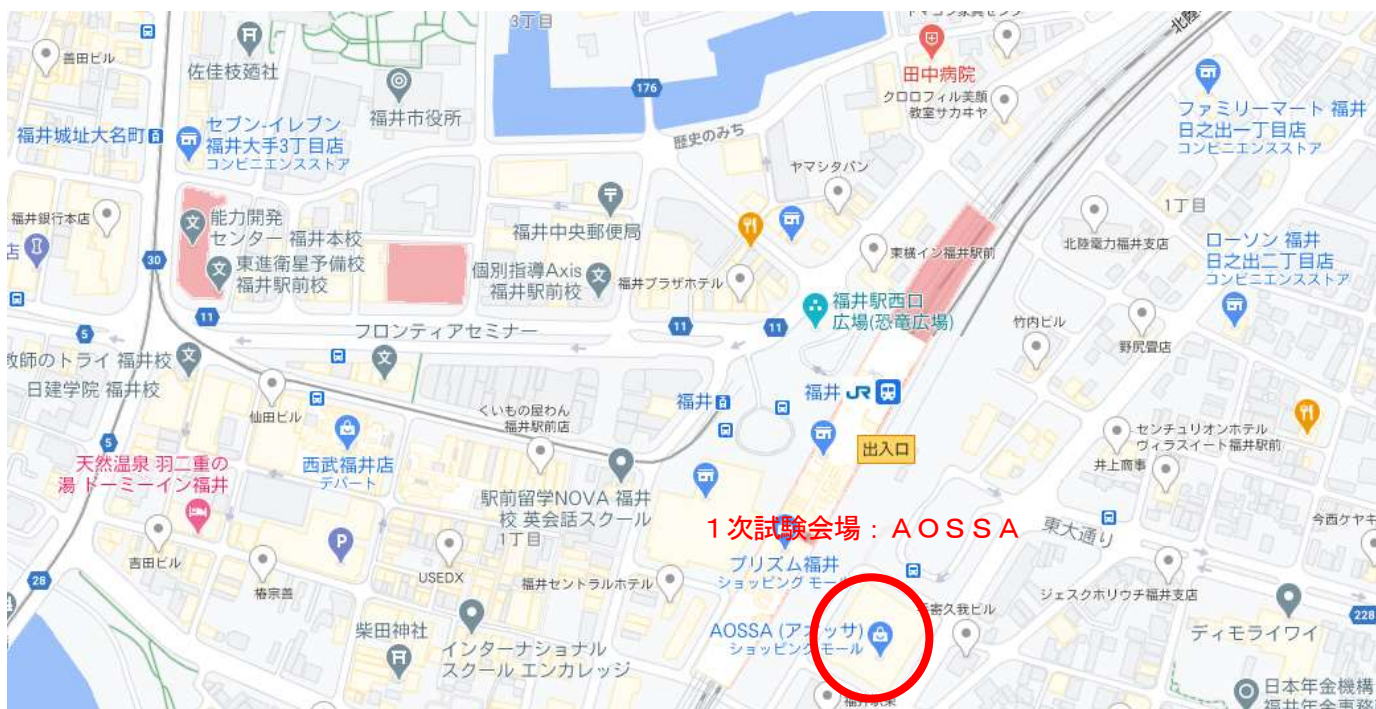 3丁目
善田ビル
佐佳枝廼社
福井市役所
176
田中病院
クロロフィル美顔
教室サカキヤ
ファミリーマート 福井
日之出一丁目店
コンビニエンスストア
福井城址大名町
セブン-イレブン
福井大手3丁目店
コンビニエンスストア
歴史のみち
ヤマシタパン
1丁目
福井銀行本店
能力開発
センター 福井本校
東進衛星予備校
福井駅前校
福井中央郵便局
個別指導Axis
福井駅前校
福井プラザホテル
東横イン福井駅前
北陸電力福井支店
ローソン 福井
日之出二丁目店
コンビニエンスストア
店
30
11
福井駅西口
広場(恐竜広場)
竹内ビル
野尻畳店
5
フロンティアセミナー
11
11
教師のトライ 福井校
日建学院 福井校
仙田ビル
くいもの屋わん
福井駅前店
福井
福井 JR
出入口
センチュリオンホテル
ヴィラスイート福井駅前
井上商事
5
天然温泉 羽二重の
湯 ドーミーイン福井
西武福井店
デパート
駅前留学NOVA 福井
校 英会話スクール
1丁目
1次試験会場:AOSSA
東大通り
今西ケヤキ
P
吉田ビル
椿宗善
USEDX
福井セントラルホテル
プリズム福井
ショッピング モール
28
ジェスクホリウチ福井支店
228
柴田神社
インターナショナル
スクール エンカレッジ
AOSSA (アオッサ)
ショッピング モール
ディモライワイ
日本年金機構